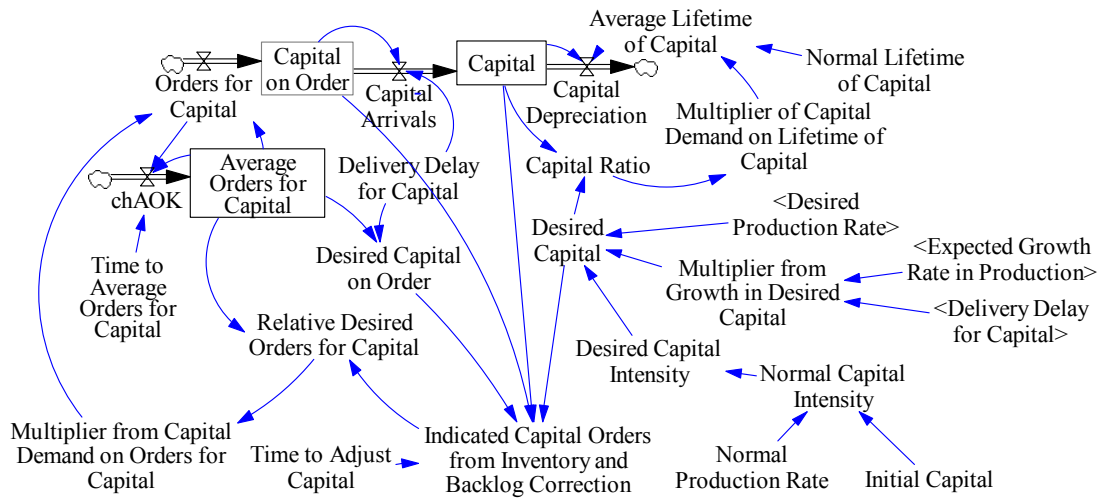 Average Lifetime
of Capital
Normal Lifetime
of Capital
Capital
on Order
Capital
Orders for
Capital
Capital
Arrivals
Capital
Depreciation
Multiplier of Capital
Demand on Lifetime of
Capital
Average
Orders for
Capital
chAOK
Delivery Delay
for Capital
Capital Ratio
<Desired
Production Rate>
Desired
Capital
Desired Capital
on Order
<Expected Growth
Rate in Production>
Multiplier from
Growth in Desired
Capital
<Delivery Delay
for Capital>
Time to
Average
Orders for
Capital
Relative Desired
Orders for Capital
Desired Capital
Intensity
Normal Capital
Intensity
Multiplier from Capital
Demand on Orders for
Capital
Time to Adjust
Capital
Indicated Capital Orders
from Inventory and
Backlog Correction
Normal
Production Rate
Initial Capital